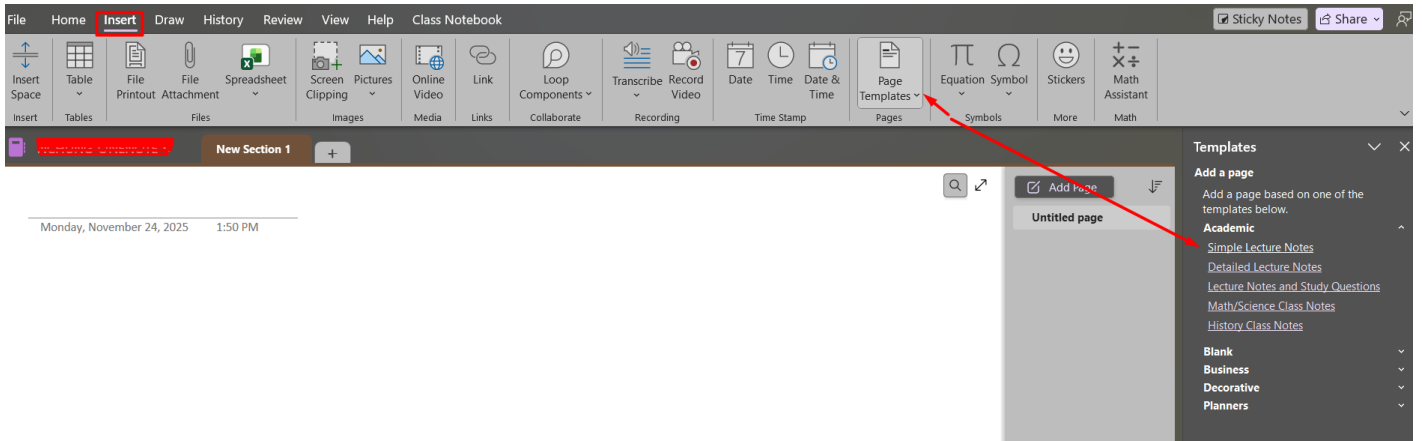 File Home Insert Draw History Review View Help Class Notebook Sticky Notes Share
Insert Space Table File Printout File Attachment Spreadsheet Screen Clipping Pictures Online Video Link Loop Components Transcribe Record Video Date Time Date & Time Page Templates Equation Symbol Stickers Math Assistant
Insert Tables Files Images Media Links Collaborate Recording Time Stamp Pages Symbols More Math
New Section 1
Monday, November 24, 2025 1:50 PM
Add Page
Untitled page
Templates
Add a page
Add a page based on one of the
templates below.
Academic
Simple Lecture Notes
Detailed Lecture Notes
Lecture Notes and Study Questions
Math/Science Class Notes
History Class Notes
Blank
Business
Decorative
Planners